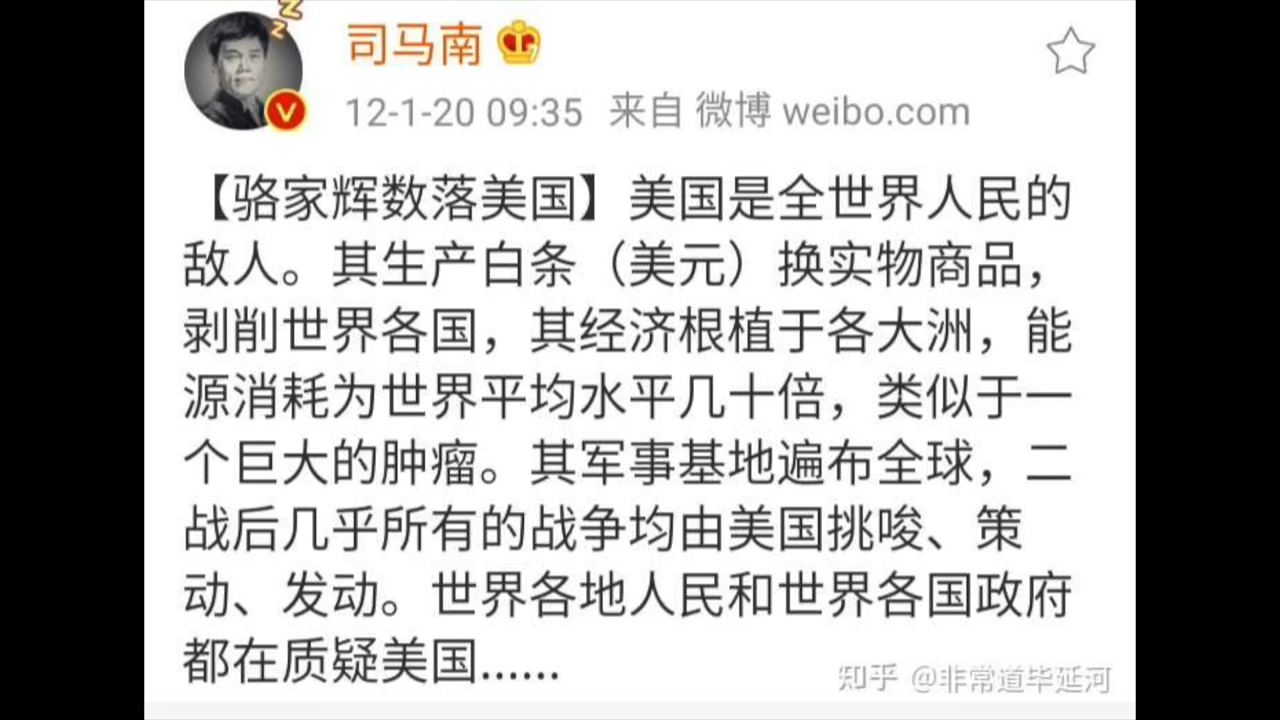 司马南
12-1-20 09:35 来自 微博 weibo.com
【骆家辉数落美国】美国是全世界人民的
敌人。其生产白条（美元）换实物商品，
剥削世界各国，其经济根植于各大洲，能
源消耗为世界平均水平几十倍，类似于一
个巨大的肿瘤。其军事基地遍布全球，二
战后几乎所有的战争均由美国挑唆、策
动、发动。世界各地人民和世界各国政府
都在质疑美国……
知乎 @非常道毕延河